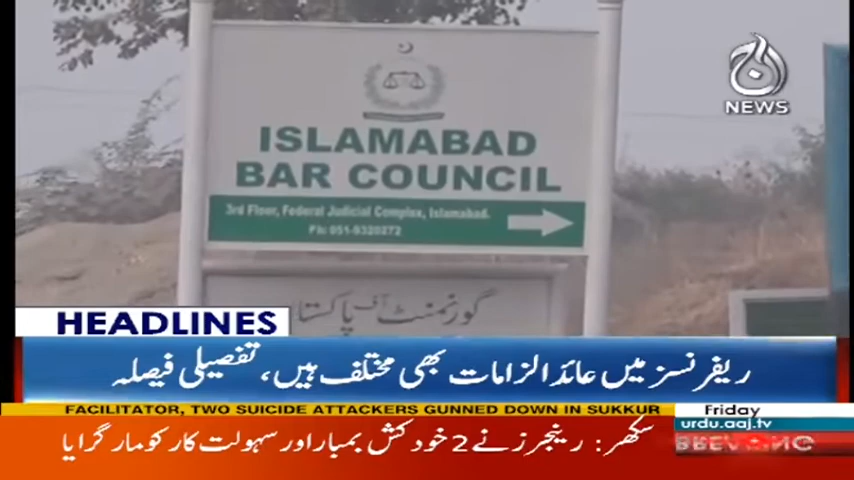 آج
NEWS
ISLAMABAD
BAR COUNCIL
3rd Floor, Federal Judicial Complex, Islamabad.
Ph: 051-9320272
گورنمنٹ آف پاکستان
HEADLINES
ریفرنسز میں عائد الزامات بھی مختلف ہیں، تفصیلی فیصلہ
FACILITATOR, TWO SUICIDE ATTACKERS GUNNED DOWN IN SUKKUR
Friday
urdu.aaj.tv
سکھر: رینجرز نے 2 خودکش بمبار اور سہولت کار کو مار گرایا